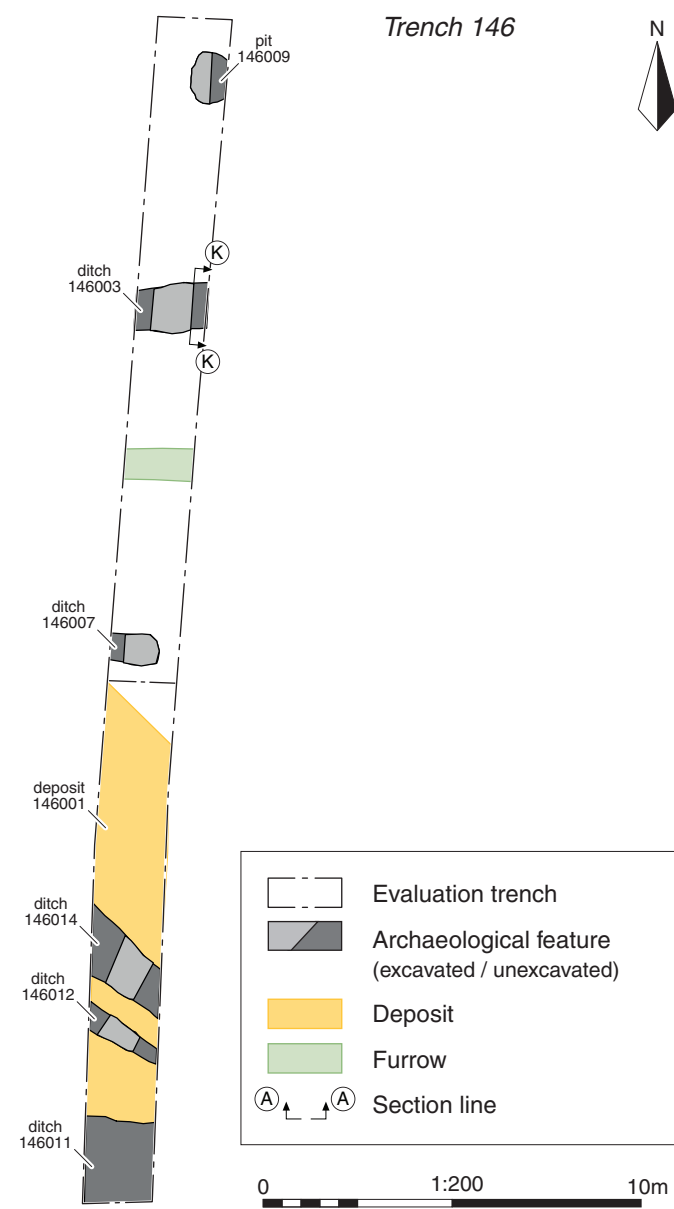 Trench 146
N
pit
146009
K
ditch
146003
K
ditch
146007
deposit
146001
ditch
146014
ditch
146012
ditch
146011
Evaluation trench
Archaeological feature
(excavated / unexcavated)
Deposit
Furrow
A A Section line
0 1:200 10m